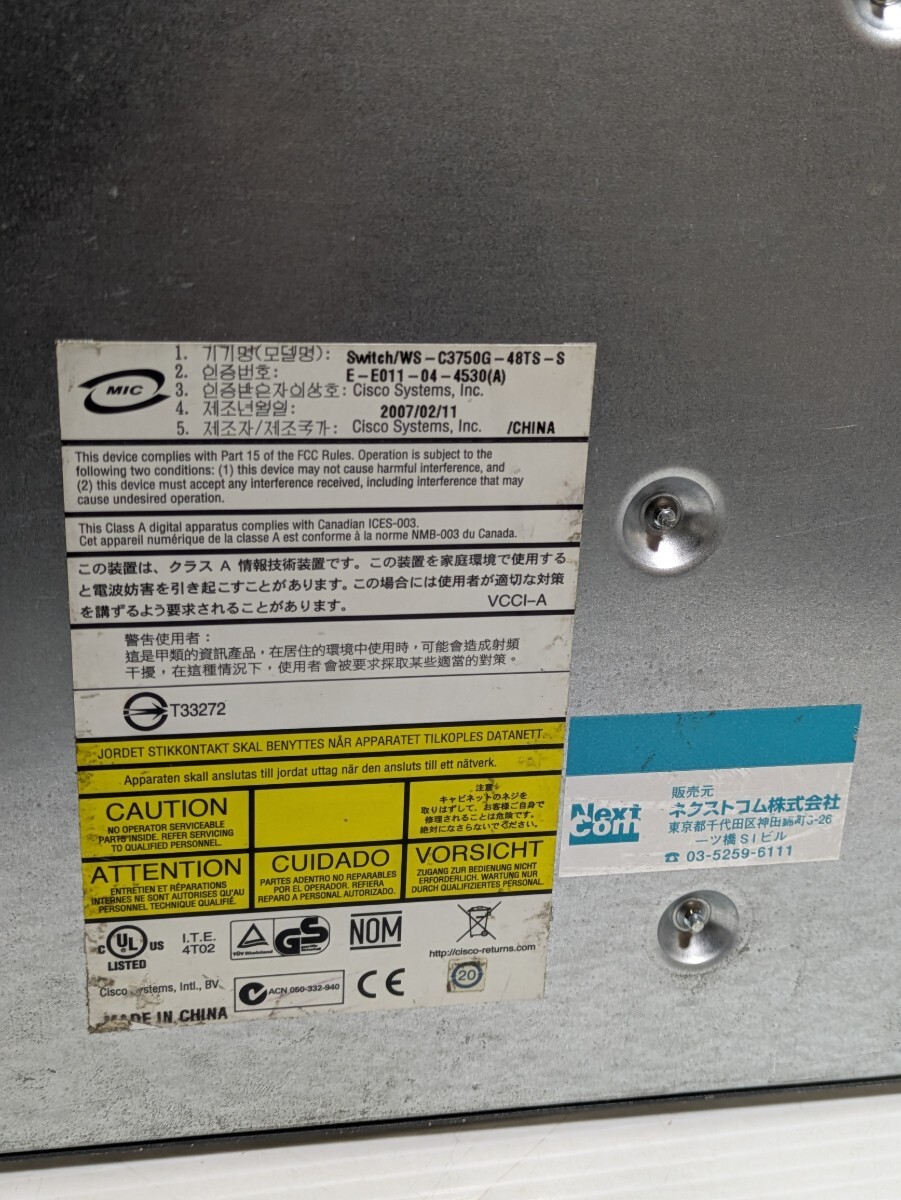 MIC
1. 기기명(모델명): Switch/WS-C3750G-48TS-S
2. 인증번호: E-E011-04-4530(A)
3. 인증받은자의상호: Cisco Systems, Inc.
4. 제조년월일: 2007/02/11
5. 제조자/제조국가: Cisco Systems, Inc. /CHINA
This device complies with Part 15 of the FCC Rules. Operation is subject to the
following two conditions: (1) this device may not cause harmful interference, and
(2) this device must accept any interference received, including interference that may
cause undesired operation.
This Class A digital apparatus complies with Canadian ICES-003.
Cet appareil numérique de la classe A est conforme à la norme NMB-003 du Canada.
この装置は、クラス A 情報技術装置です。この装置を家庭環境で使用する
と電波妨害を引き起こすことがあります。この場合には使用者が適切な対策
を講ずるよう要求されることがあります。 VCCI-A
警告使用者：
這是甲類的資訊產品，在居住的環境中使用時，可能會造成射頻
干擾，在這種情況下，使用者會被要求採取某些適當的對策。
T33272
JORDET STIKKONTAKT SKAL BENYTTES NÅR APPARATET TILKOPLES DATANETT.
Apparaten skall anslutas till jordat uttag när den ansluts till ett nätverk.
CAUTION
NO OPERATOR SERVICEABLE
PARTS INSIDE. REFER SERVICING
TO QUALIFIED PERSONNEL.
注意
キャビネットのネジを
取りはずして、お客様ご自身で
修理されることは危険です。
絶対になさらないでください。
ATTENTION
ENTRETIEN ET RÉPARATIONS
INTERNES NE SONT AUTORISÉS QU'AU
PERSONNEL TECHNIQUE QUALIFIÉ.
CUIDADO
PARTES ADENTRO NO REPARABLES
POR EL OPERADOR. REFIERA
REPARO A PERSONAL AUTORIZADO.
VORSICHT
ZUGANG ZUR BEDIENUNG NICHT
ERFORDERLICH. WARTUNG NUR
DURCH QUALIFIZIERTES PERSONAL.
C UL US
LISTED
I.T.E.
4T02
TÜV Rheinland
GS
NOM
http://cisco-returns.com
Cisco Systems, Intl., BV
ACN 050-332-940
CE
20
MADE IN CHINA
Next Com
販売元
ネクストコム株式会社
東京都千代田区神田錦町3-26
一ツ橋SIビル
☎ 03-5259-6111